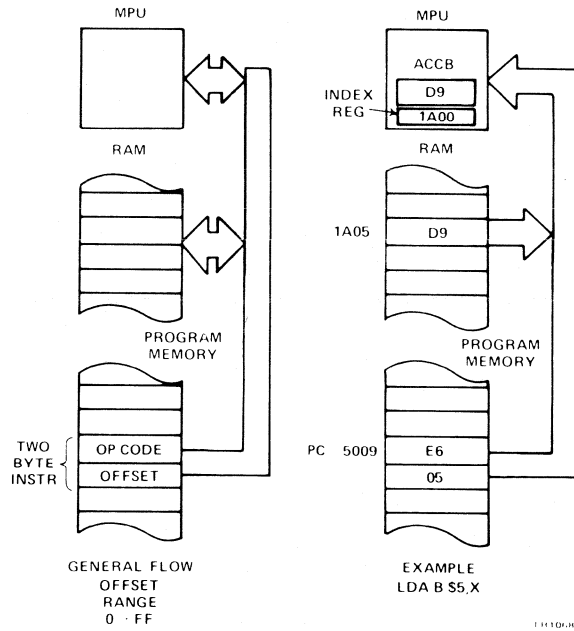 MPU
RAM
PROGRAM
MEMORY
TWO
BYTE
INSTR
OP CODE
OFFSET
GENERAL FLOW
OFFSET
RANGE
0 - FF
MPU
ACCB
D9
INDEX
REG
1A00
RAM
1A05
D9
PROGRAM
MEMORY
PC 5009
E6
05
EXAMPLE
LDA B $5,X